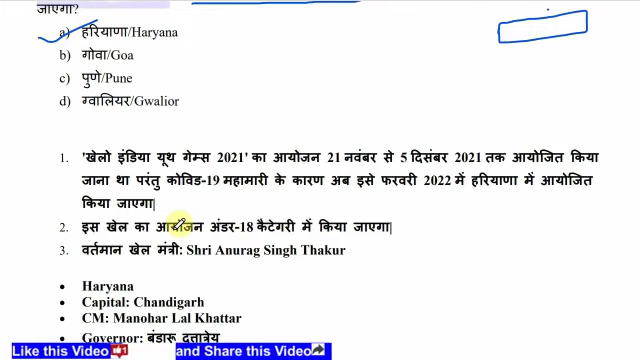 जाएगा?
a) हरियाणा/Haryana
b) गोवा/Goa
c) पुणे/Pune
d) ग्वालियर/Gwalior
1. 'खेलो इंडिया यूथ गेम्स 2021' का आयोजन 21 नवंबर से 5 दिसंबर 2021 तक आयोजित किया
जाना था परंतु कोविड-19 महामारी के कारण अब इसे फरवरी 2022 में हरियाणा में आयोजित
किया जाएगा|
2. इस खेल का आयोजन अंडर-18 कैटेगरी में किया जाएगा|
3. वर्तमान खेल मंत्री: Shri Anurag Singh Thakur
• Haryana
• Capital: Chandigarh
• CM: Manohar Lal Khattar
• Governor: बंडारू दत्तात्रेय
Like this Video and Share this Video